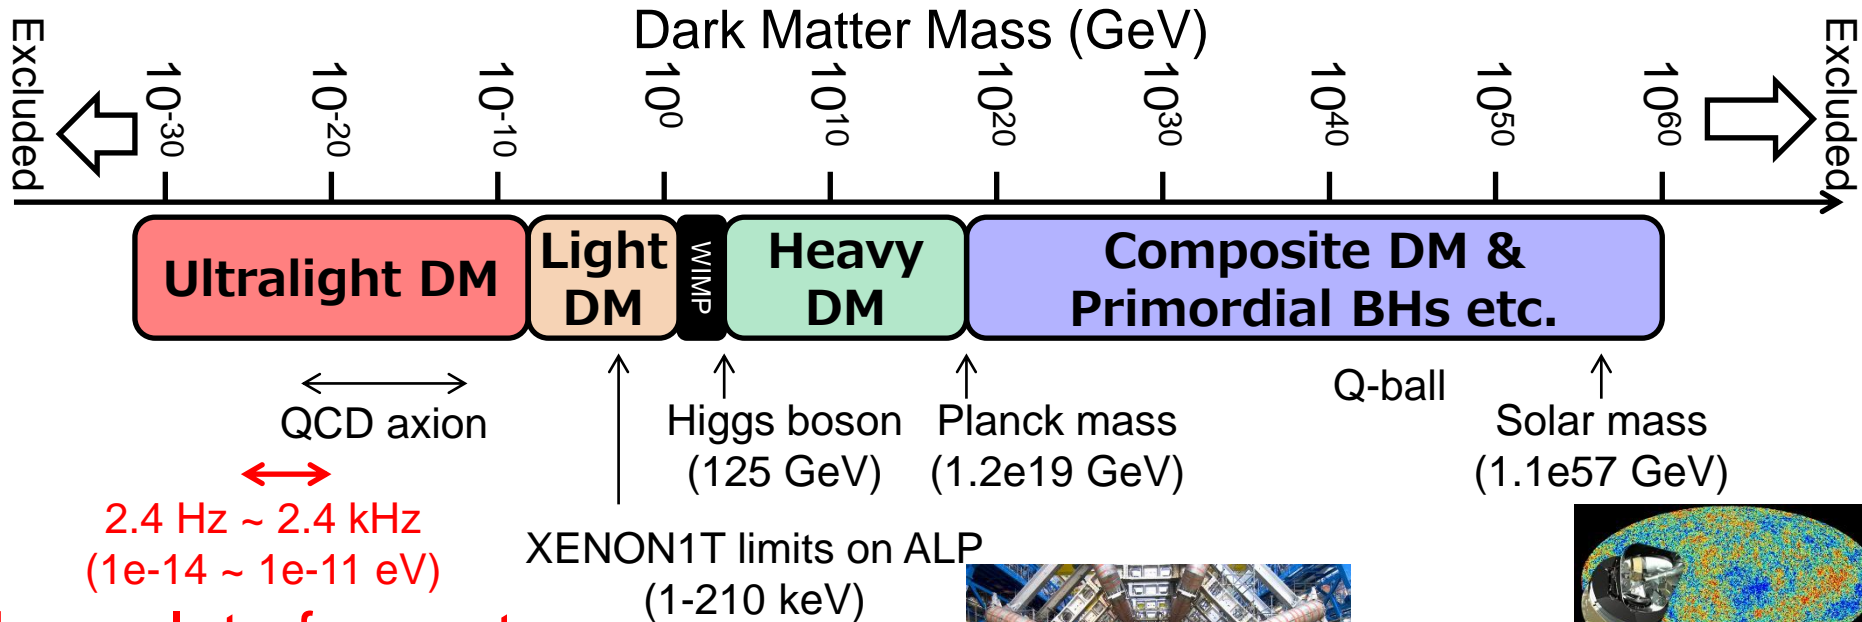 Dark Matter Mass (GeV)
Excluded
10-30
10-20
10-10
100
1010
1020
1030
1040
1050
1060
Excluded
Ultralight DM
Light
DM
WIMP
Heavy
DM
Composite DM &
Primordial BHs etc.
QCD axion
Higgs boson
(125 GeV)
Planck mass
(1.2e19 GeV)
Q-ball
Solar mass
(1.1e57 GeV)
2.4 Hz ~ 2.4 kHz
(1e-14 ~ 1e-11 eV)
XENON1T limits on ALP
(1-210 keV)